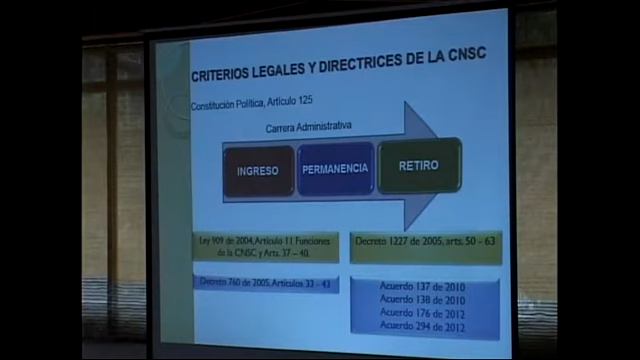 CRITERIOS LEGALES Y DIRECTRICES DE LA CNSC
Constitución Política, Artículo 125
Carrera Administrativa
INGRESO
PERMANENCIA
RETIRO
Ley 909 de 2004, Artículo 11 Funciones
de la CNSC y Arts. 37 – 40.
Decreto 1227 de 2005, arts. 50 – 63
Decreto 760 de 2005, Artículos 33 – 43
Acuerdo 137 de 2010
Acuerdo 138 de 2010
Acuerdo 176 de 2012
Acuerdo 294 de 2012